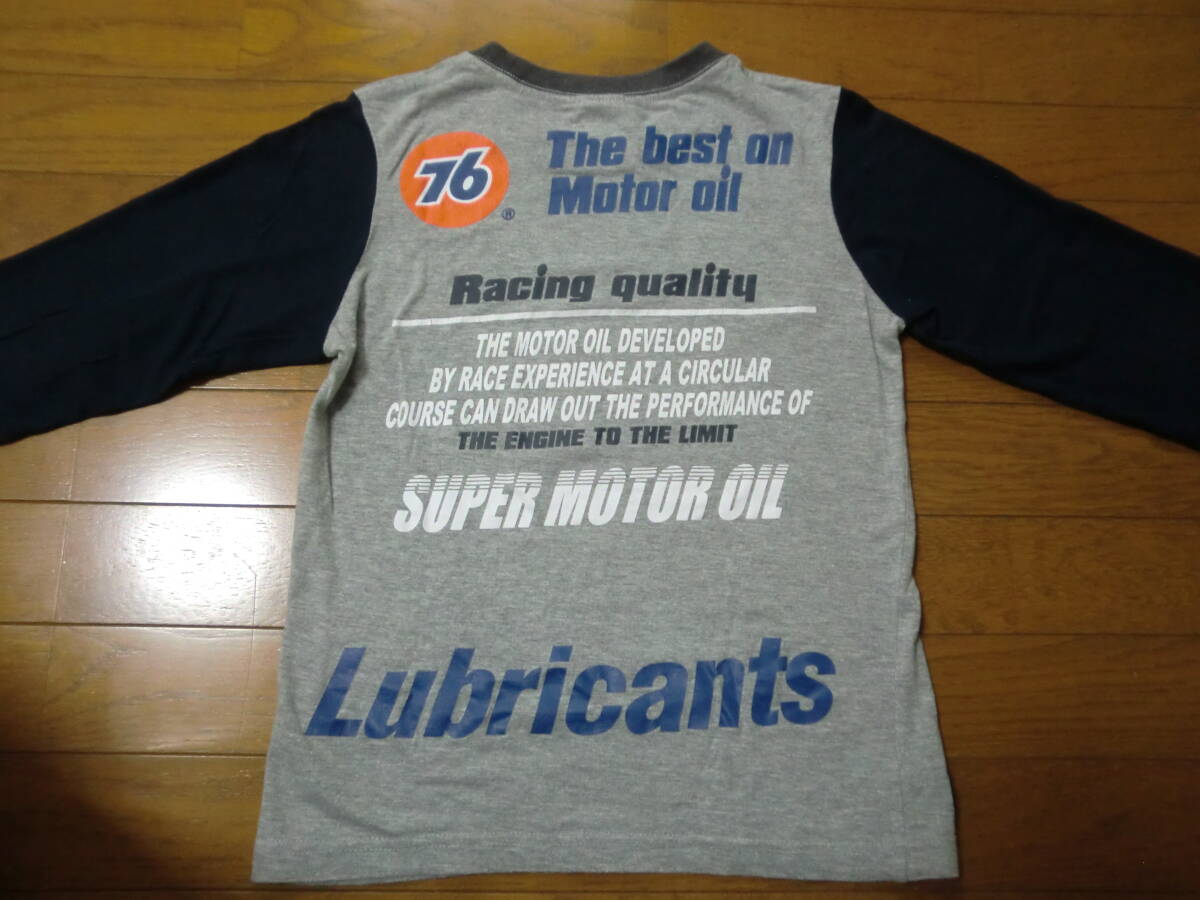 76
®
The best on
Motor oil
Racing quality
THE MOTOR OIL DEVELOPED
BY RACE EXPERIENCE AT A CIRCULAR
COURSE CAN DRAW OUT THE PERFORMANCE OF
THE ENGINE TO THE LIMIT
SUPER MOTOR OIL
Lubricants